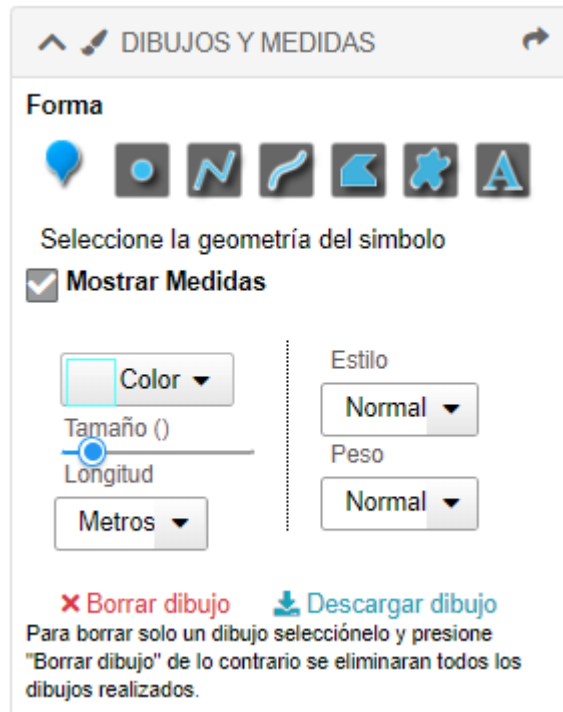 DIBUJOS Y MEDIDAS
Forma
A
Seleccione la geometría del simbolo
Mostrar Medidas
Color
Tamaño ()
Longitud
Metros
Estilo
Normal
Peso
Normal
Borrar dibujo
Descargar dibujo
Para borrar solo un dibujo selecciónelo y presione
"Borrar dibujo" de lo contrario se eliminaran todos los
dibujos realizados.